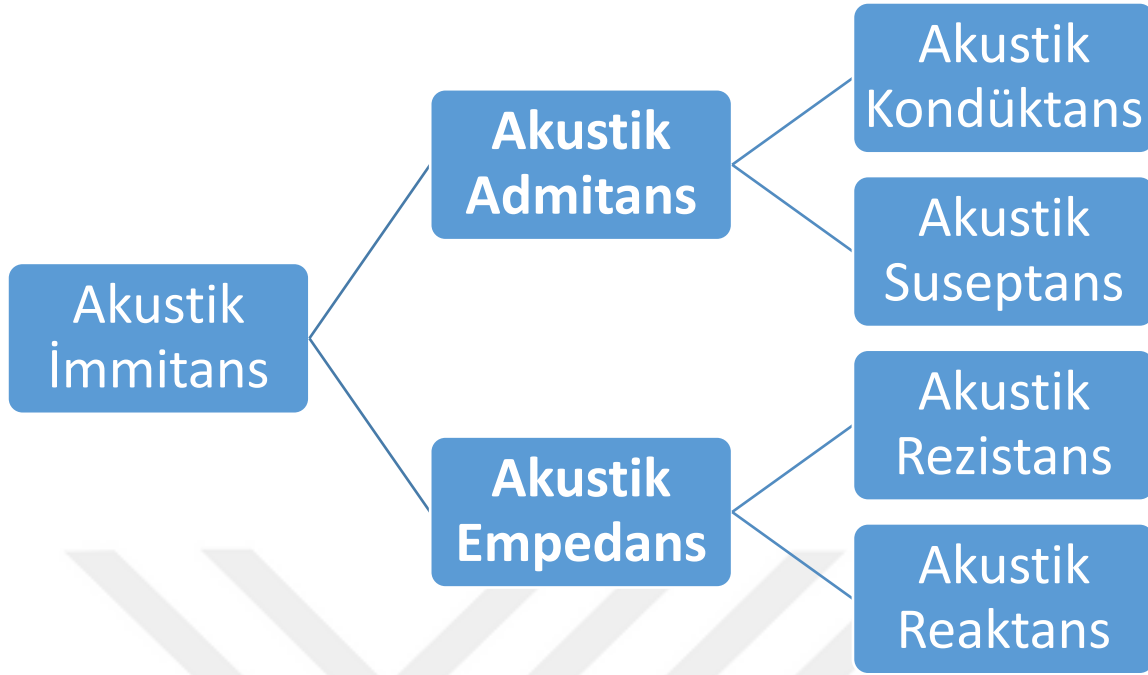 Akustik
İmmitans
Akustik
Admitans
Akustik
Empedans
Akustik
Kondüktans
Akustik
Suseptans
Akustik
Rezistans
Akustik
Reaktans